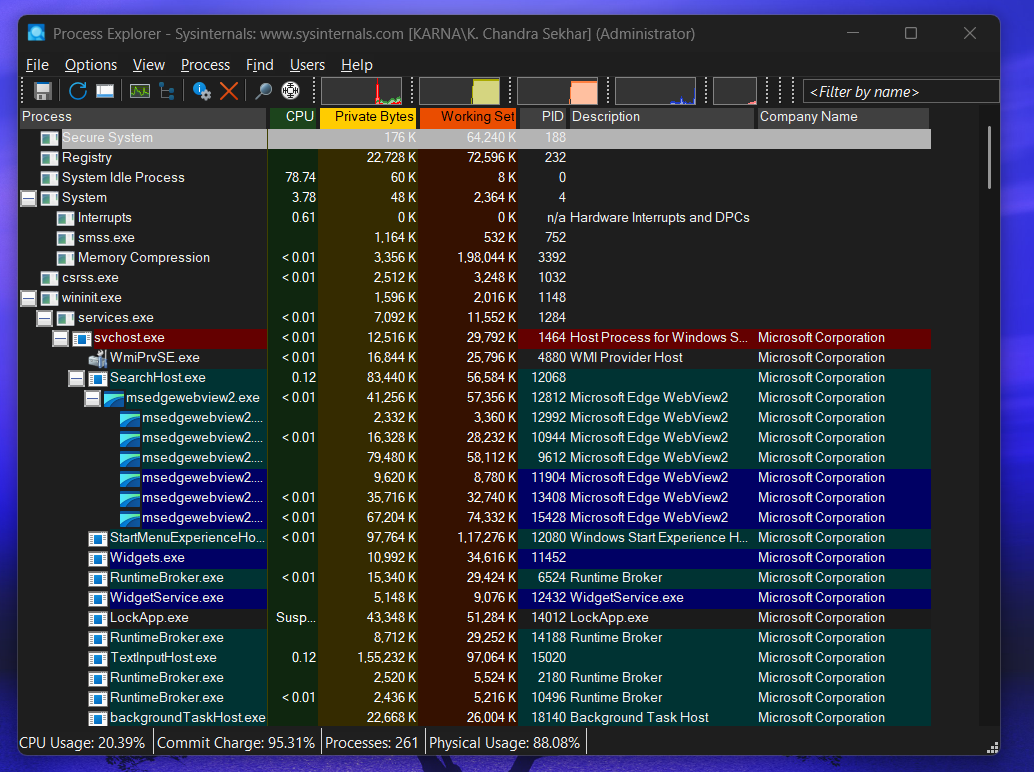 Process Explorer - Sysinternals: www.sysinternals.com [KARNA\K. Chandra Sekhar] (Administrator)
File Options View Process Find Users Help
<Filter by name>
Process CPU Private Bytes Working Set PID Description Company Name
Secure System 176 K 64,240 K 188
Registry 22,728 K 72,596 K 232
System Idle Process 78.74 60 K 8 K 0
System 3.78 48 K 2,364 K 4
Interrupts 0.61 0 K 0 K n/a Hardware Interrupts and DPCs
smss.exe 1,164 K 532 K 752
Memory Compression < 0.01 3,356 K 1,98,044 K 3392
csrss.exe < 0.01 2,512 K 3,248 K 1032
wininit.exe 1,596 K 2,016 K 1148
services.exe < 0.01 7,092 K 11,552 K 1284
svchost.exe < 0.01 12,516 K 29,792 K 1464 Host Process for Windows S... Microsoft Corporation
WmiPrvSE.exe < 0.01 16,844 K 25,796 K 4880 WMI Provider Host Microsoft Corporation
SearchHost.exe 0.12 83,440 K 56,584 K 12068 Microsoft Corporation
msedgewebview2.exe < 0.01 41,256 K 57,356 K 12812 Microsoft Edge WebView2 Microsoft Corporation
msedgewebview2.... 2,332 K 3,360 K 12992 Microsoft Edge WebView2 Microsoft Corporation
msedgewebview2.... < 0.01 16,328 K 28,232 K 10944 Microsoft Edge WebView2 Microsoft Corporation
msedgewebview2.... 79,480 K 58,112 K 9612 Microsoft Edge WebView2 Microsoft Corporation
msedgewebview2.... 9,620 K 8,780 K 11904 Microsoft Edge WebView2 Microsoft Corporation
msedgewebview2.... < 0.01 35,716 K 32,740 K 13408 Microsoft Edge WebView2 Microsoft Corporation
msedgewebview2.... < 0.01 67,204 K 74,332 K 15428 Microsoft Edge WebView2 Microsoft Corporation
StartMenuExperienceHo... < 0.01 97,764 K 1,17,276 K 12080 Windows Start Experience H... Microsoft Corporation
Widgets.exe 10,992 K 34,616 K 11452 Microsoft Corporation
RuntimeBroker.exe < 0.01 15,340 K 29,424 K 6524 Runtime Broker Microsoft Corporation
WidgetService.exe 5,148 K 9,076 K 12432 WidgetService.exe Microsoft Corporation
LockApp.exe Susp... 43,348 K 51,284 K 14012 LockApp.exe Microsoft Corporation
RuntimeBroker.exe 8,712 K 29,252 K 14188 Runtime Broker Microsoft Corporation
TextInputHost.exe 0.12 1,55,232 K 97,064 K 15020 Microsoft Corporation
RuntimeBroker.exe 2,520 K 5,524 K 2180 Runtime Broker Microsoft Corporation
RuntimeBroker.exe < 0.01 2,436 K 5,216 K 10496 Runtime Broker Microsoft Corporation
backgroundTaskHost.exe 22,668 K 26,004 K 18140 Background Task Host Microsoft Corporation
CPU Usage: 20.39% Commit Charge: 95.31% Processes: 261 Physical Usage: 88.08%